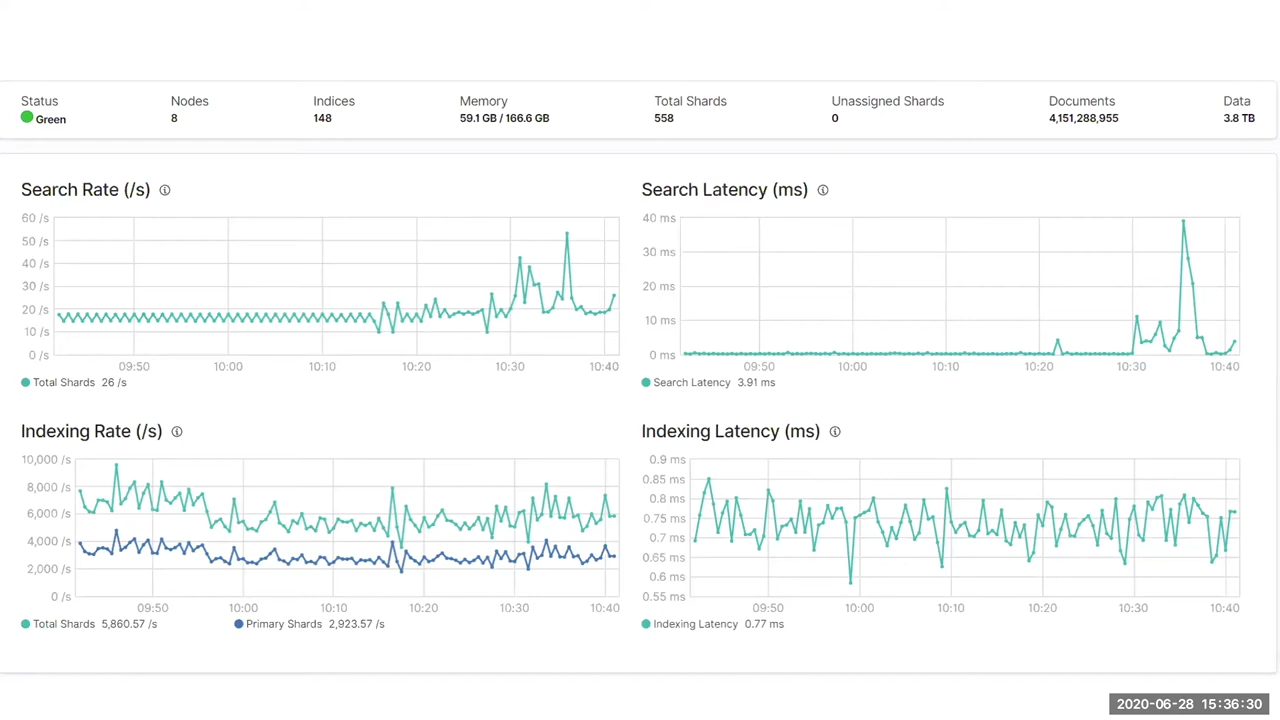 Status Nodes Indices Memory Total Shards Unassigned Shards Documents Data
Green 8 148 59.1 GB / 166.6 GB 558 0 4,151,288,955 3.8 TB
Search Rate (/s)
60 /s
50 /s
40 /s
30 /s
20 /s
10 /s
0 /s
09:50 10:00 10:10 10:20 10:30 10:40
Total Shards 26 /s
Search Latency (ms)
40 ms
30 ms
20 ms
10 ms
0 ms
09:50 10:00 10:10 10:20 10:30 10:40
Search Latency 3.91 ms
Indexing Rate (/s)
10,000 /s
8,000 /s
6,000 /s
4,000 /s
2,000 /s
0 /s
09:50 10:00 10:10 10:20 10:30 10:40
Total Shards 5,860.57 /s Primary Shards 2,923.57 /s
Indexing Latency (ms)
0.9 ms
0.85 ms
0.8 ms
0.75 ms
0.7 ms
0.65 ms
0.6 ms
0.55 ms
09:50 10:00 10:10 10:20 10:30 10:40
Indexing Latency 0.77 ms
2020-06-28 15:36:30